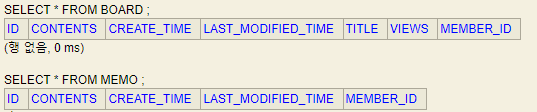 SELECT * FROM BOARD ;
ID CONTENTS CREATE_TIME LAST_MODIFIED_TIME TITLE VIEWS MEMBER_ID
(행 없음, 0 ms)
SELECT * FROM MEMO ;
ID CONTENTS CREATE_TIME LAST_MODIFIED_TIME MEMBER_ID